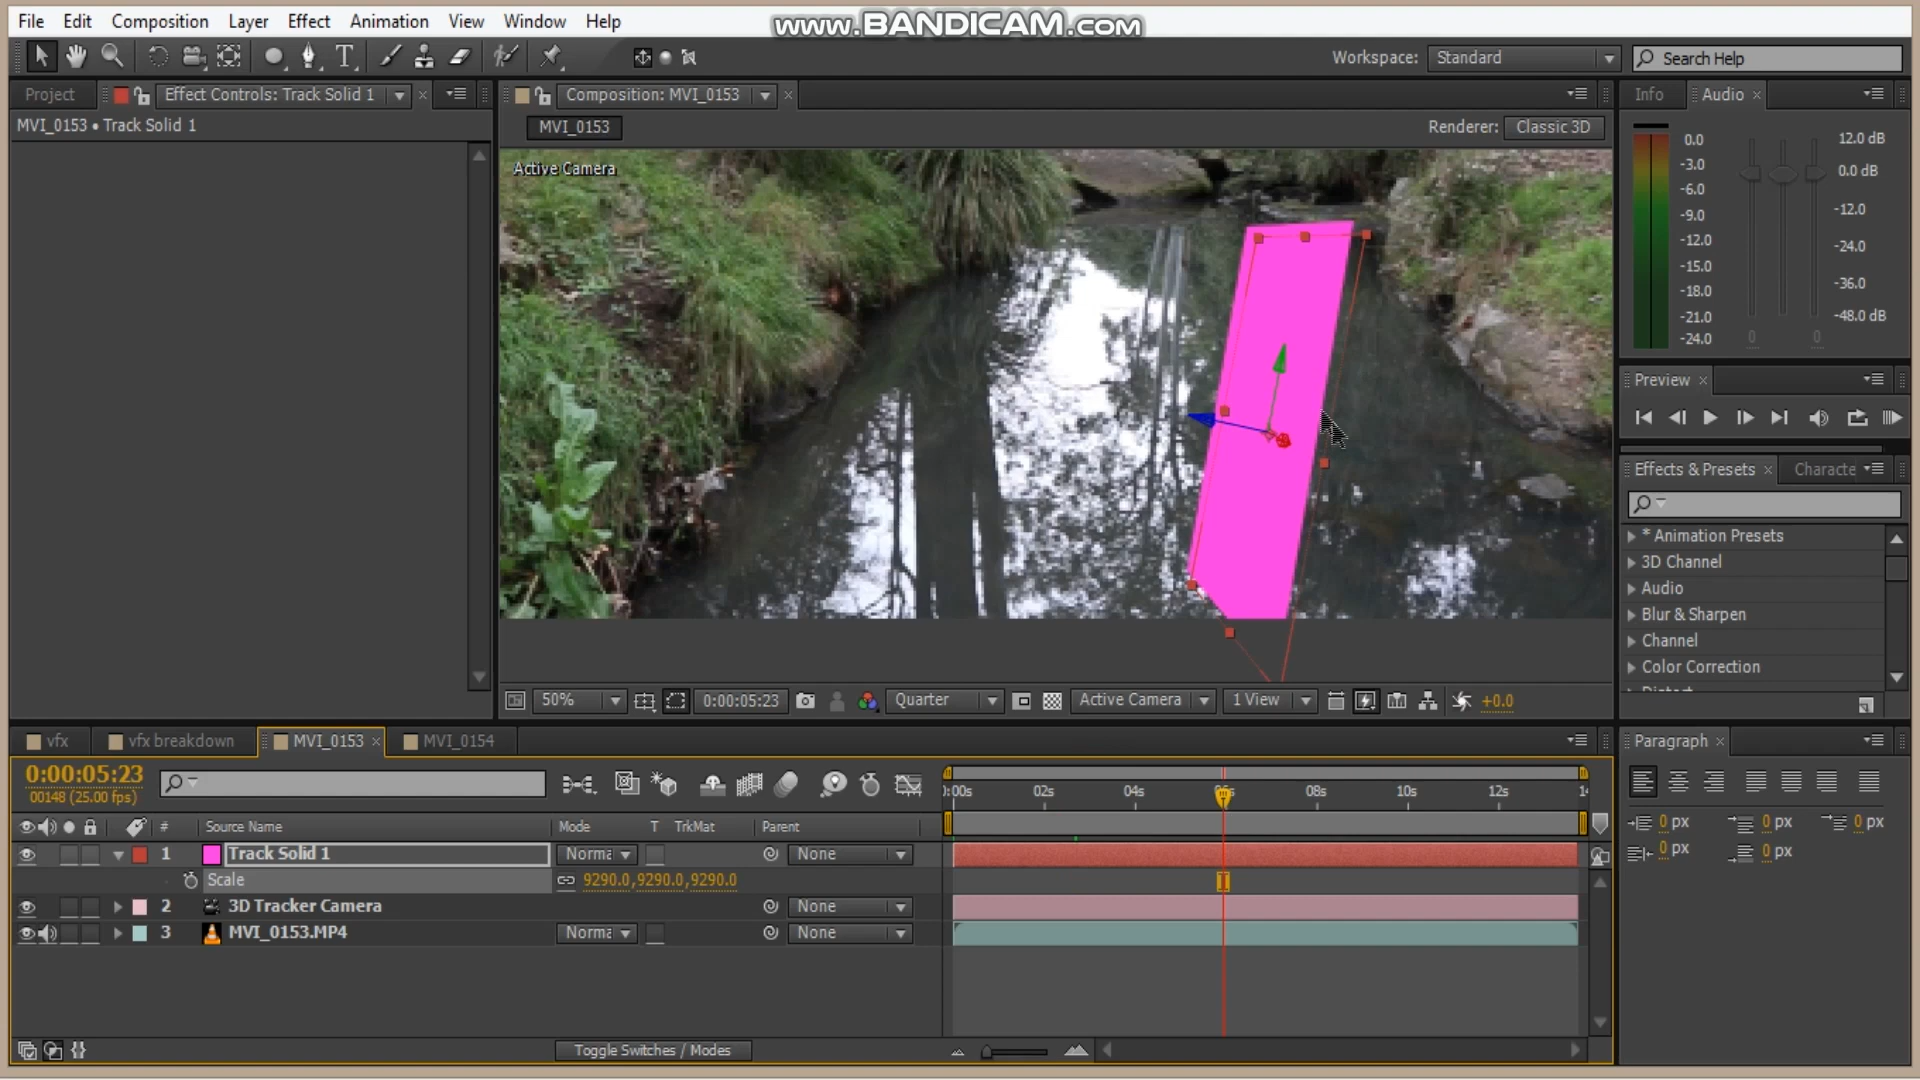 File Edit Composition Layer Effect Animation View Window Help
www.BANDICAM.com
Workspace: Standard
Search Help
Project
Effect Controls: Track Solid 1
Composition: MVI_0153
Info
Audio
MVI_0153 • Track Solid 1
MVI_0153
Renderer: Classic 3D
Active Camera
0.0
-3.0
-6.0
-9.0
-12.0
-15.0
-18.0
-21.0
-24.0
12.0 dB
0.0 dB
-12.0
-24.0
-36.0
-48.0 dB
0 0
Preview
Effects & Presets
Characte
* Animation Presets
3D Channel
Audio
Blur & Sharpen
Channel
Color Correction
50%
0:00:05:23
Quarter
Active Camera
1 View
+0.0
vfx
vfx breakdown
MVI_0153
MVI_0154
Paragraph
0:00:05:23
00148 (25.00 fps)
):00s 02s 04s 08s 10s 12s
# Source Name Mode T TrkMat Parent
1 Track Solid 1 Norma None
Scale 9290.0,9290.0,9290.0
2 3D Tracker Camera None
3 MVI_0153.MP4 Norma None
0 px 0 px 0 px
0 px 0 px
Toggle Switches / Modes